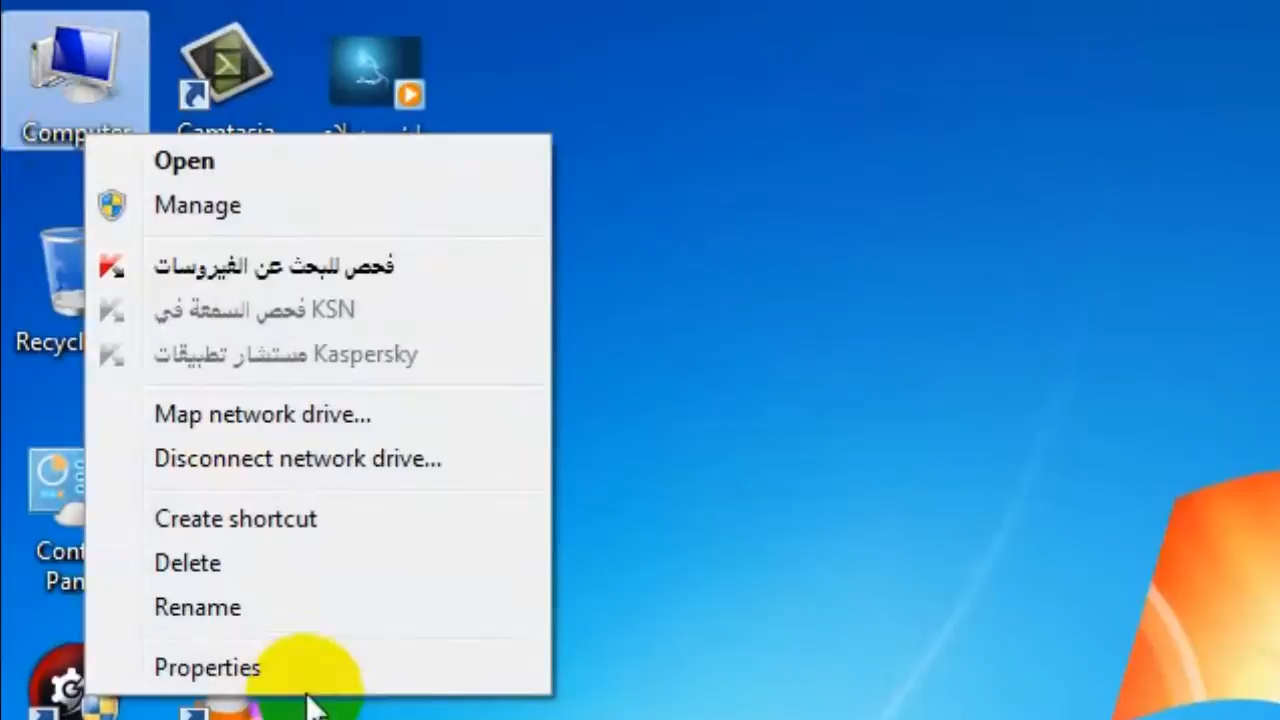 Computer
Camtasia
Open
Manage
فحص للبحث عن الفيروسات
فحص السمعة في KSN
مستشار تطبيقات Kaspersky
Map network drive...
Disconnect network drive...
Create shortcut
Delete
Rename
Properties
Recycl
Cont
Pan